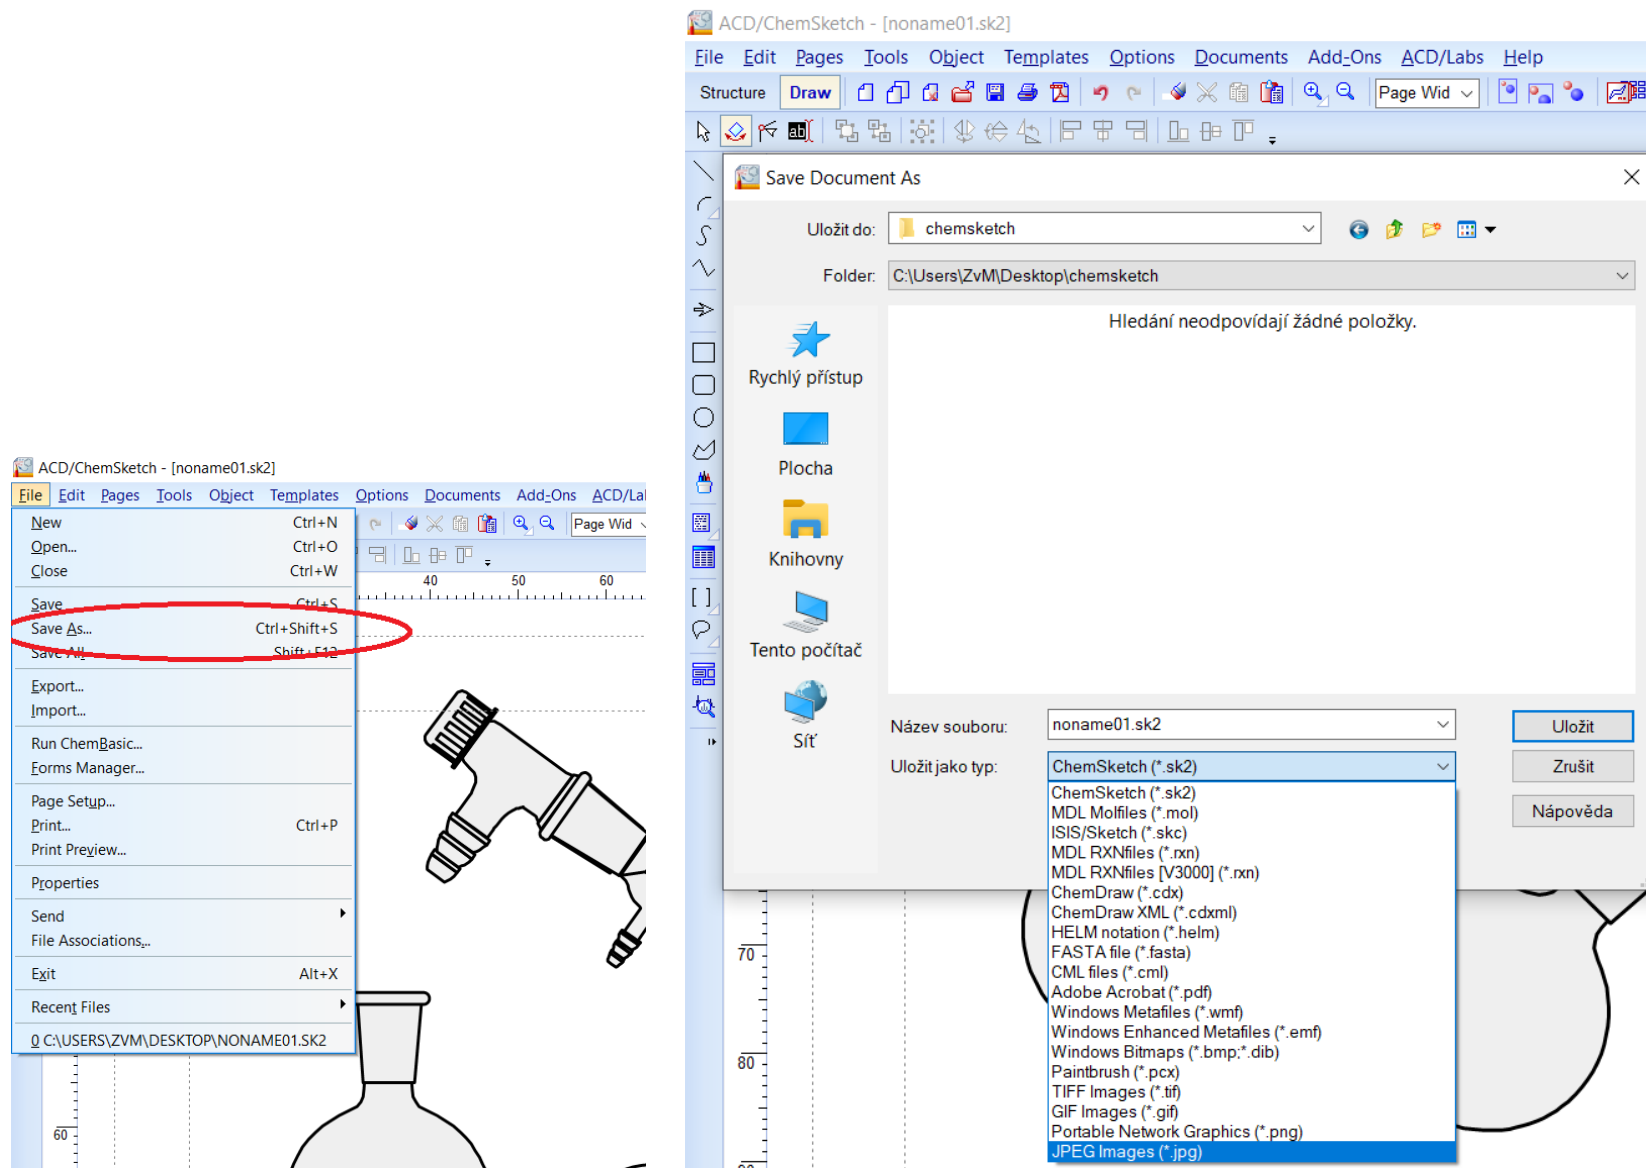 ACD/ChemSketch - [noname01.sk2]
File Edit Pages Tools Object Templates Options Documents Add-Ons ACD/Lal
New Ctrl+N
Open... Ctrl+O
Close Ctrl+W
Page Wid
Save Ctrl+S
Save As... Ctrl+Shift+S
Save All Shift+F12
Export...
Import...
Run ChemBasic...
Forms Manager...
Page Setup...
Print... Ctrl+P
Print Preview...
Properties
Send
File Associations...
Exit Alt+X
Recent Files
0 C:\USERS\ZVM\DESKTOP\NONAME01.SK2
40 50 60
60
ACD/ChemSketch - [noname01.sk2]
File Edit Pages Tools Object Templates Options Documents Add-Ons ACD/Labs Help
Structure Draw Page Wid
ab
Save Document As
Uložit do: chemsketch
Folder: C:\Users\ZvM\Desktop\chemsketch
Hledání neodpovídají žádné položky.
Rychlý přístup
Plocha
Knihovny
Tento počítač
Síť
Název souboru: noname01.sk2 Uložit
Uložit jako typ: ChemSketch (*.sk2) Zrušit
Nápověda
ChemSketch (*.sk2)
MDL Molfiles (*.mol)
ISIS/Sketch (*.skc)
MDL RXNfiles (*.rxn)
MDL RXNfiles [V3000] (*.rxn)
ChemDraw (*.cdx)
ChemDraw XML (*.cdxml)
HELM notation (*.helm)
FASTA file (*.fasta)
CML files (*.cml)
Adobe Acrobat (*.pdf)
Windows Metafiles (*.wmf)
Windows Enhanced Metafiles (*.emf)
Windows Bitmaps (*.bmp;*.dib)
Paintbrush (*.pcx)
TIFF Images (*.tif)
GIF Images (*.gif)
Portable Network Graphics (*.png)
JPEG Images (*.jpg)
70
80